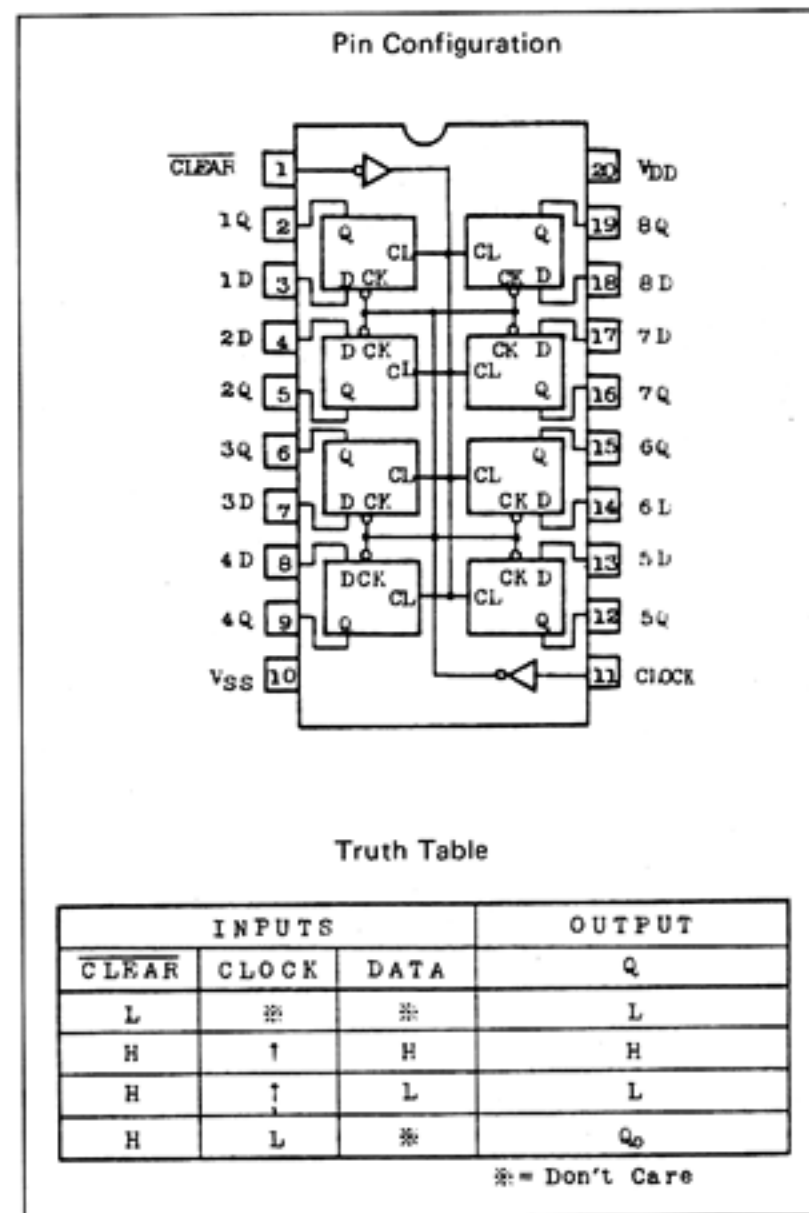 Pin Configuration
CLEAR 1 20 VDD
1Q 2 Q Q 19 8Q
CL CL
1D 3 D CK CK D 18 8D
2D 4 D CK CK D 17 7D
CL CL
2Q 5 Q Q 16 7Q
3Q 6 Q Q 15 6Q
CL CL
3D 7 D CK CK D 14 6D
4D 8 DCK CK D 13 5D
CL CL
4Q 9 Q Q 12 5Q
VSS 10 11 CLOCK
Truth Table
INPUTS OUTPUT
CLEAR CLOCK DATA Q
L ※ ※ L
H ↑ H H
H ↑ L L
H L ※ Q0
※= Don't Care